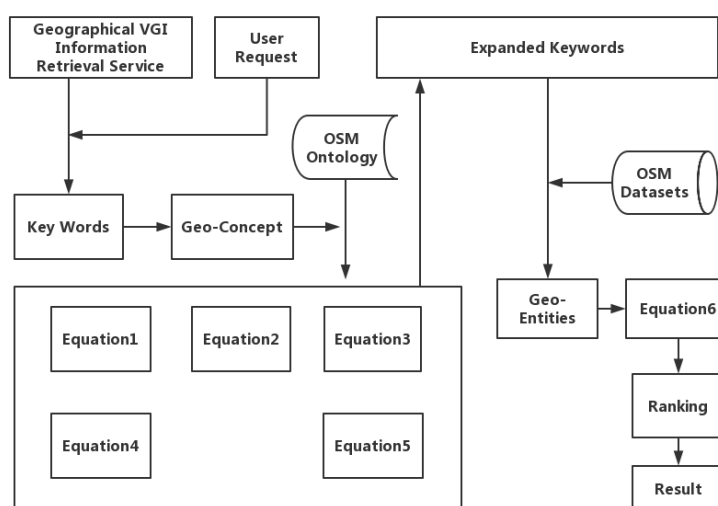 Geographical VGI
Information
Retrieval Service
User
Request
Expanded Keywords
OSM
Ontology
OSM
Datasets
Key Words
Geo-Concept
Geo-
Entities
Equation6
Equation1
Equation2
Equation3
Ranking
Equation4
Equation5
Result